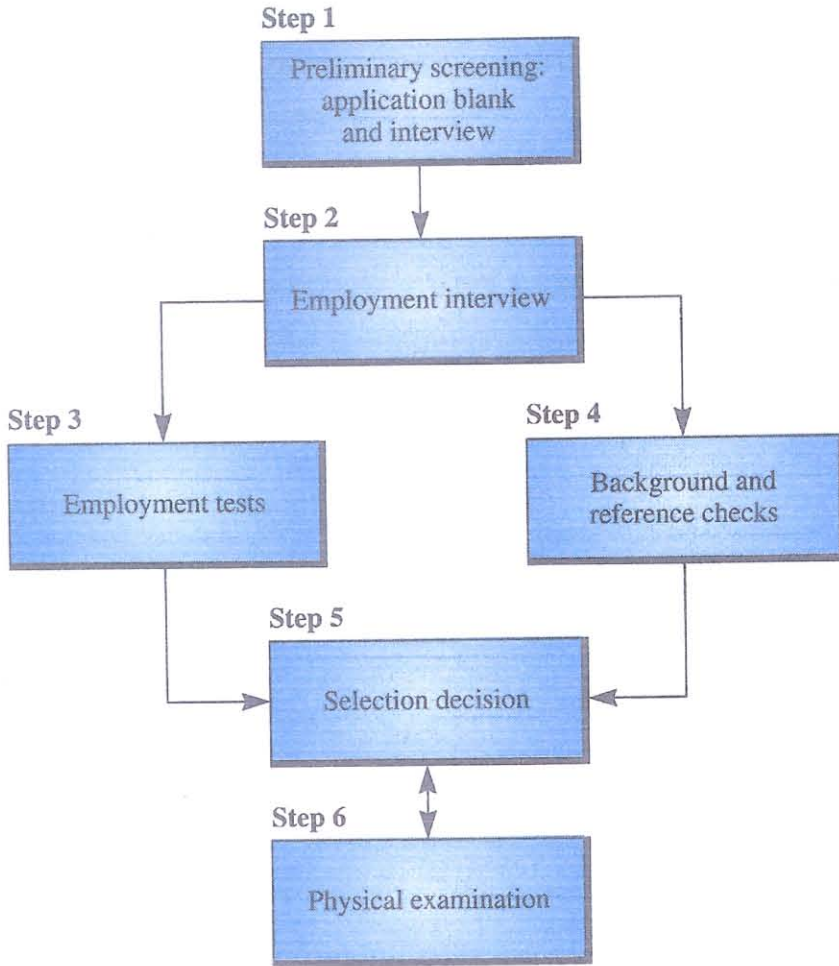 Step 1
Preliminary screening:
application blank
and interview
Step 2
Employment interview
Step 3
Employment tests
Step 4
Background and
reference checks
Step 5
Selection decision
Step 6
Physical examination